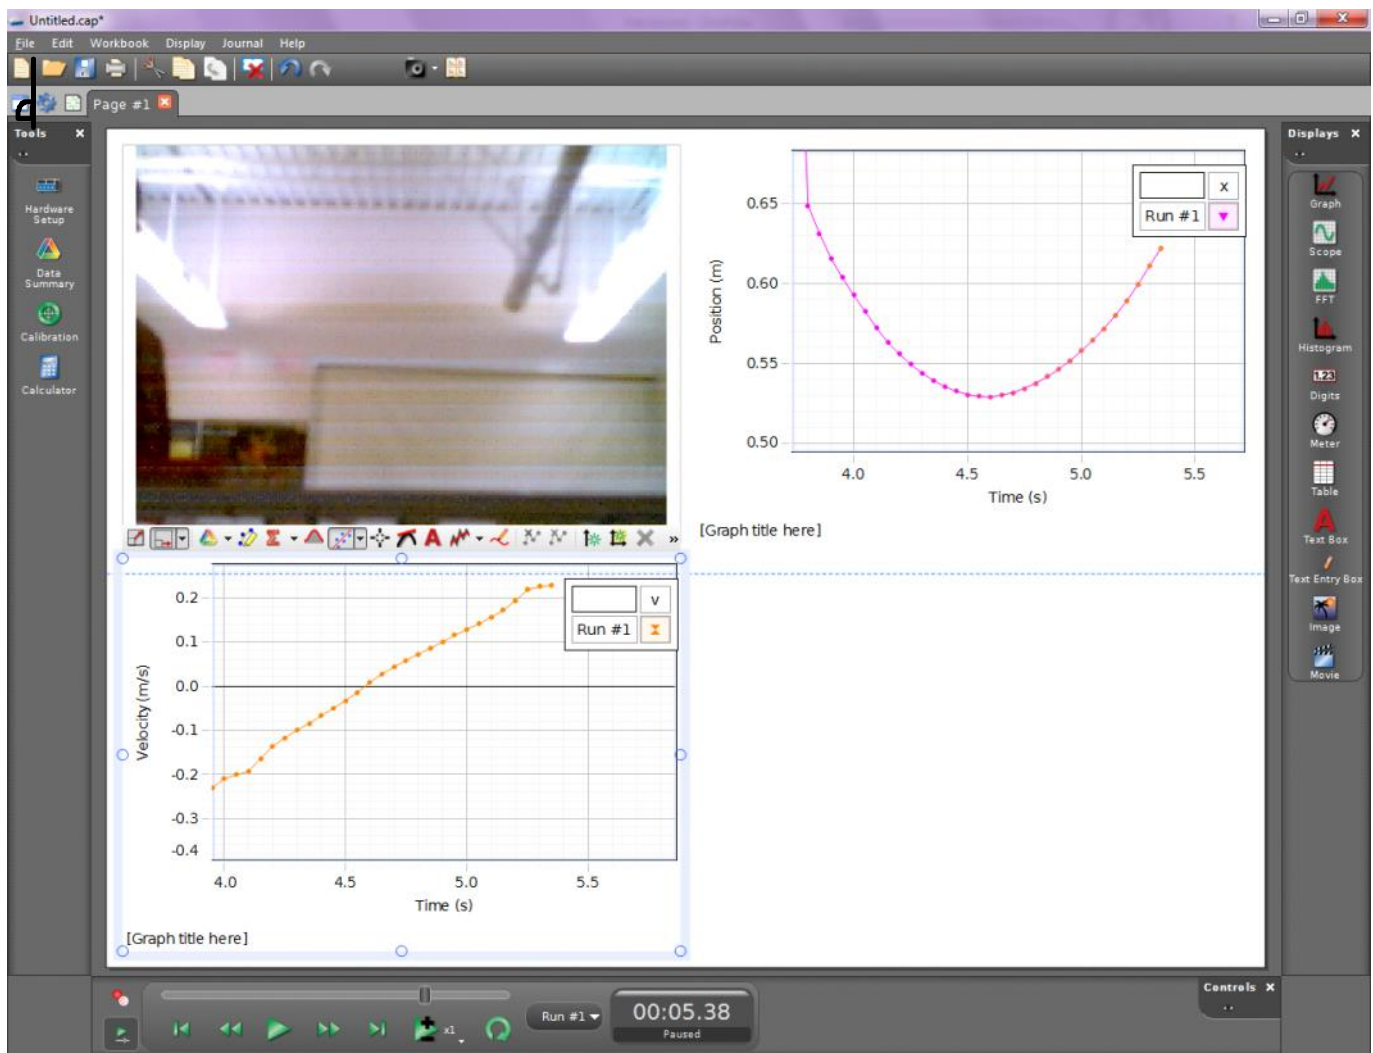 Untitled.cap*
File Edit Workbook Display Journal Help
Page #1
Tools
Hardware
Setup
Data
Summary
Calibration
Calculator
0.65
0.60
0.55
0.50
Position (m)
4.0 4.5 5.0 5.5
Time (s)
x
Run #1
[Graph title here]
A
»
0.2
0.1
0.0
-0.1
-0.2
-0.3
-0.4
Velocity (m/s)
4.0 4.5 5.0 5.5
Time (s)
v
Run #1
[Graph title here]
Displays
Graph
Scope
FFT
Histogram
1.23
Digits
Meter
Table
A
Text Box
Text Entry Box
Image
Movie
Controls
x1
Run #1
00:05.38
Paused